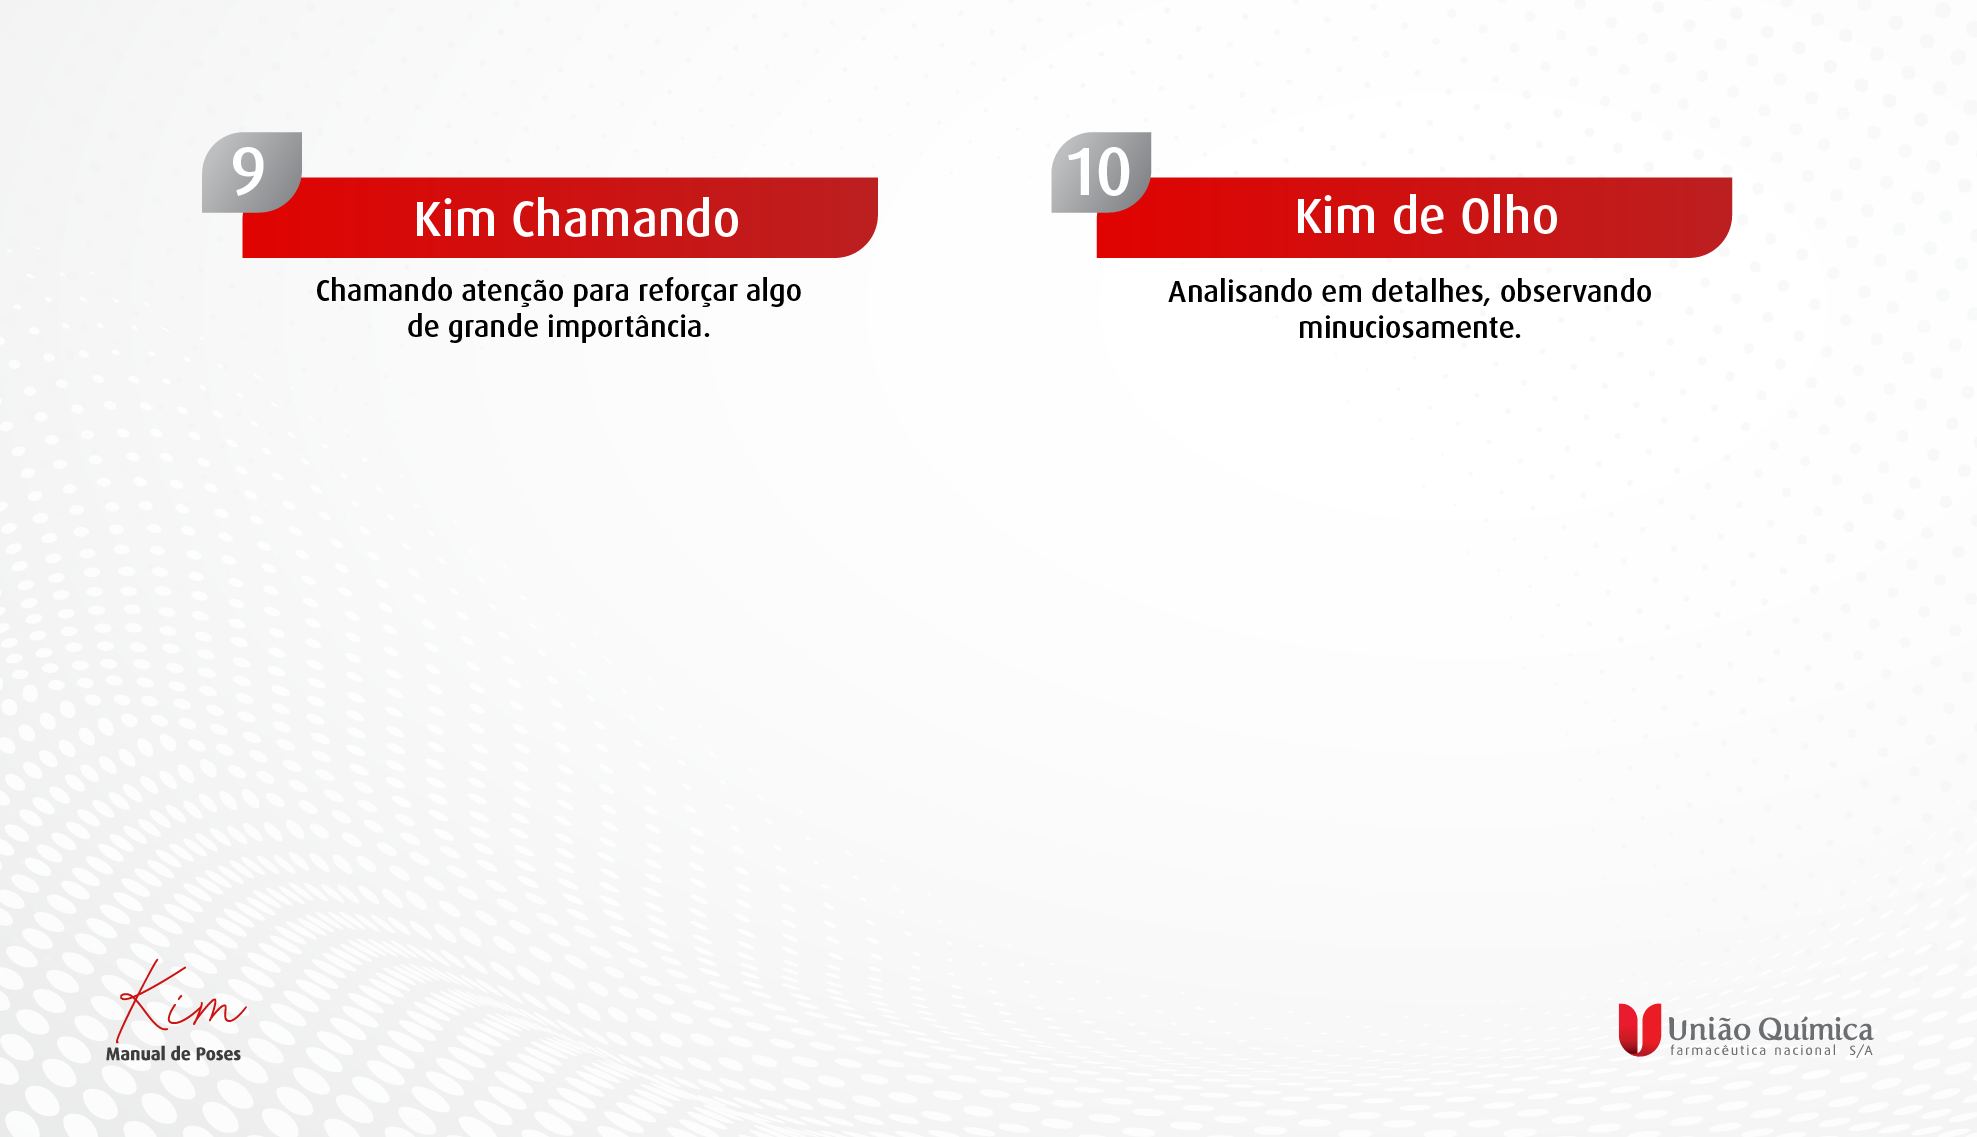 9
Kim Chamando
Chamando atenção para reforçar algo
de grande importância.
10
Kim de Olho
Analisando em detalhes, observando
minuciosamente.
Kim
Manual de Poses
União Química
farmacêutica nacional S/A